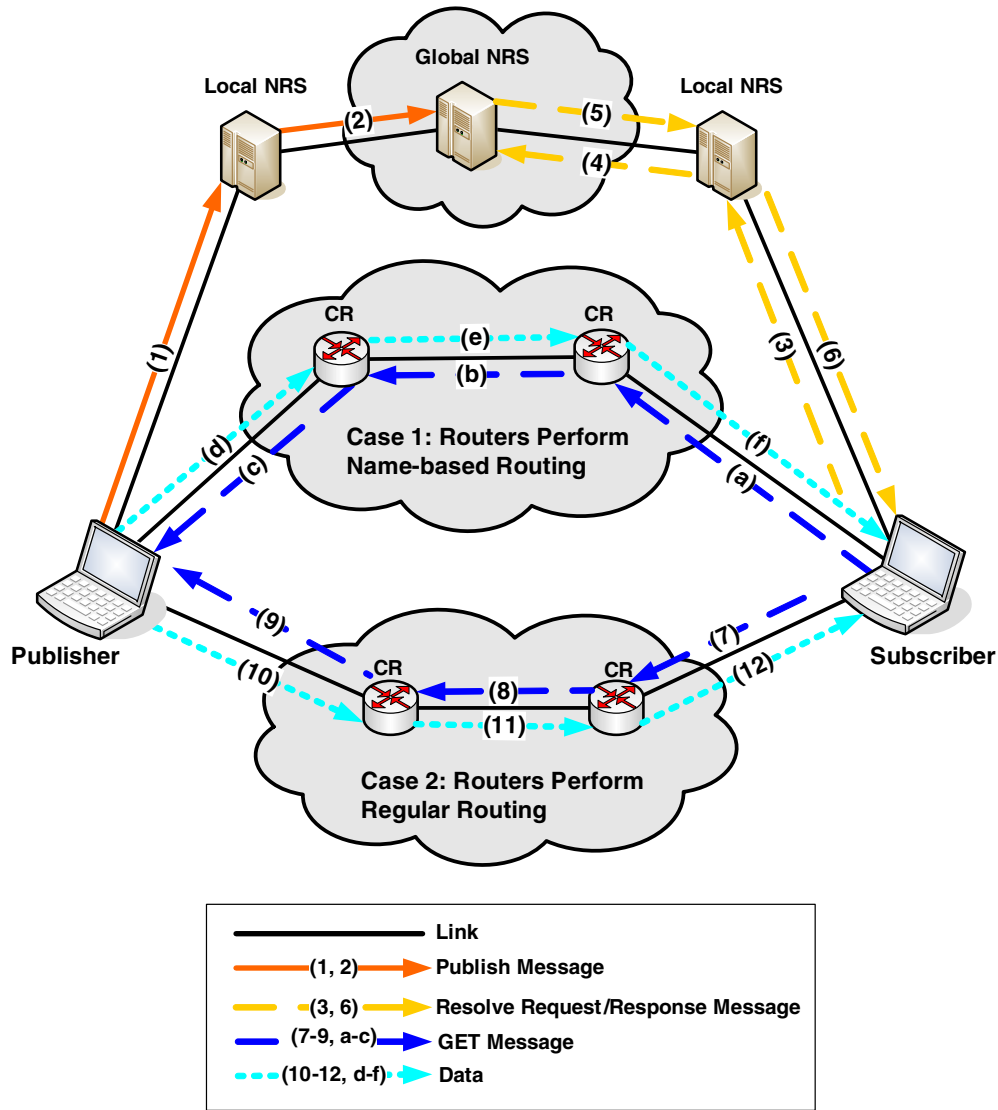 Global NRS
Local NRS
Local NRS
(2)
(5)
(4)
(1)
(3)
(6)
CR
CR
(e)
(b)
(d)
(c)
(f)
(a)
Case 1: Routers Perform
Name-based Routing
Publisher
Subscriber
(9)
(7)
(10)
(12)
CR
CR
(8)
(11)
Case 2: Routers Perform
Regular Routing
Link
(1, 2) Publish Message
(3, 6) Resolve Request/Response Message
(7-9, a-c) GET Message
(10-12, d-f) Data